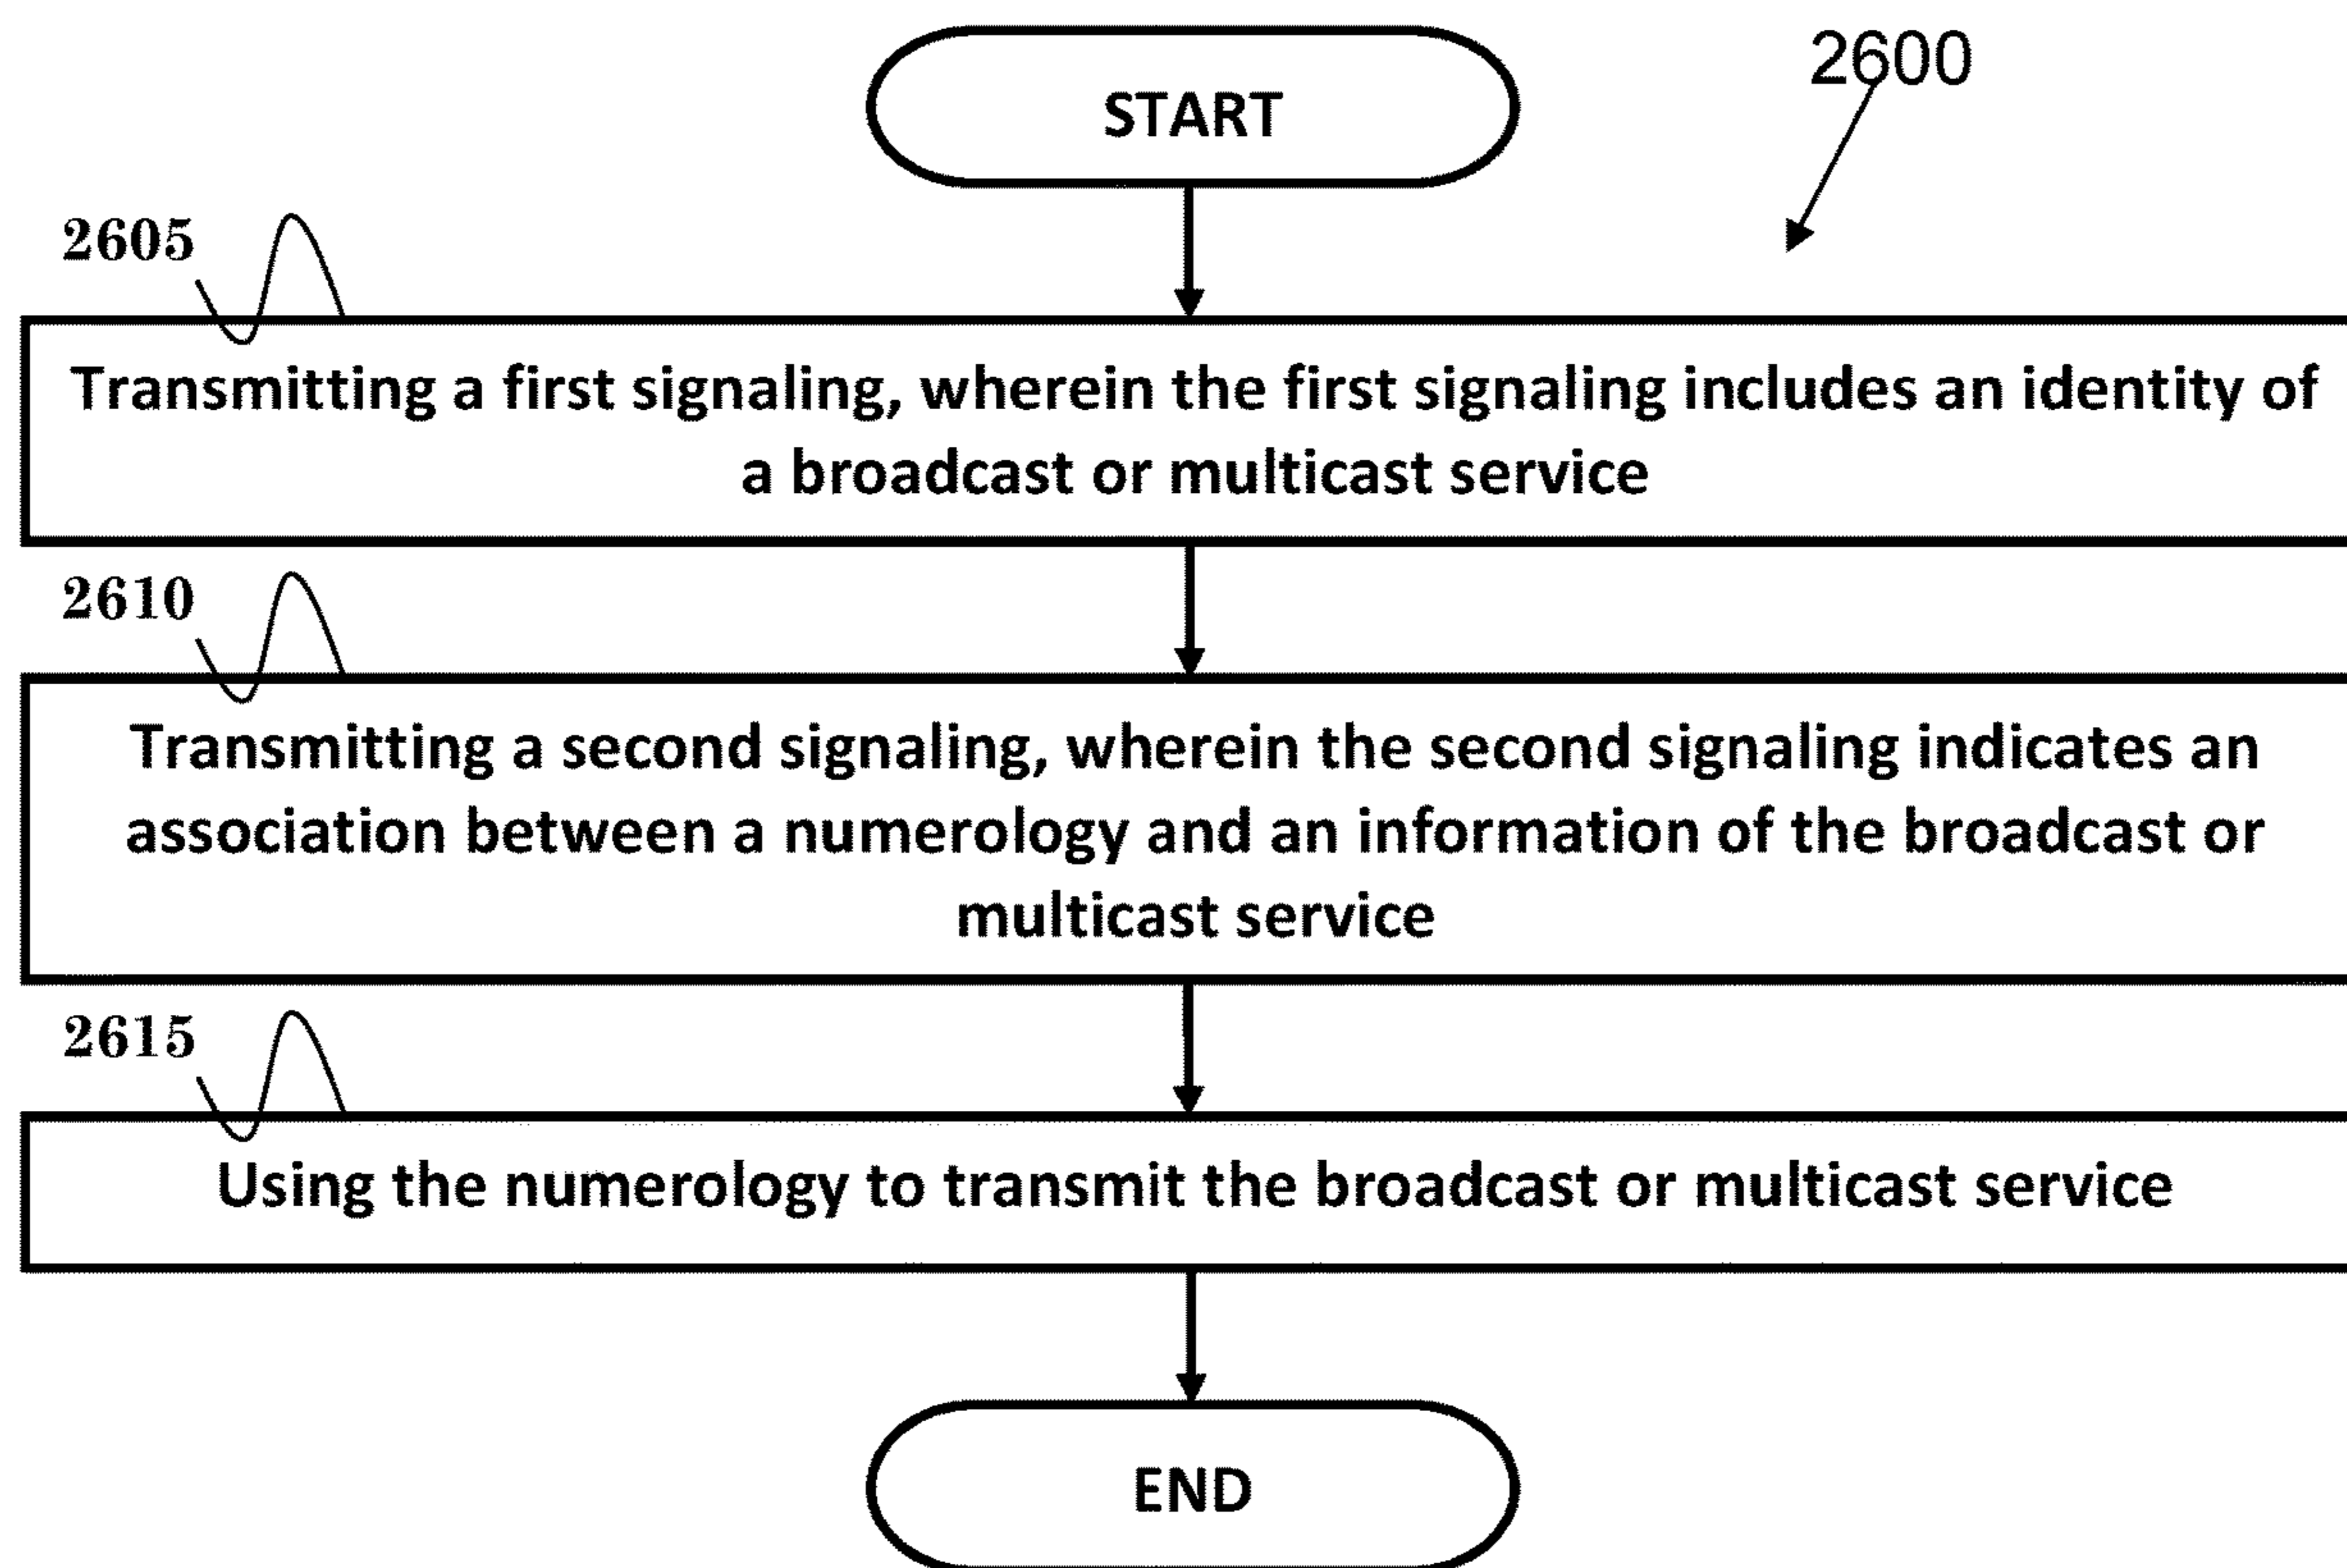 START
2600
2605
Transmitting a first signaling, wherein the first signaling includes an identity of
a broadcast or multicast service
2610
Transmitting a second signaling, wherein the second signaling indicates an
association between a numerology and an information of the broadcast or
multicast service
2615
Using the numerology to transmit the broadcast or multicast service
END